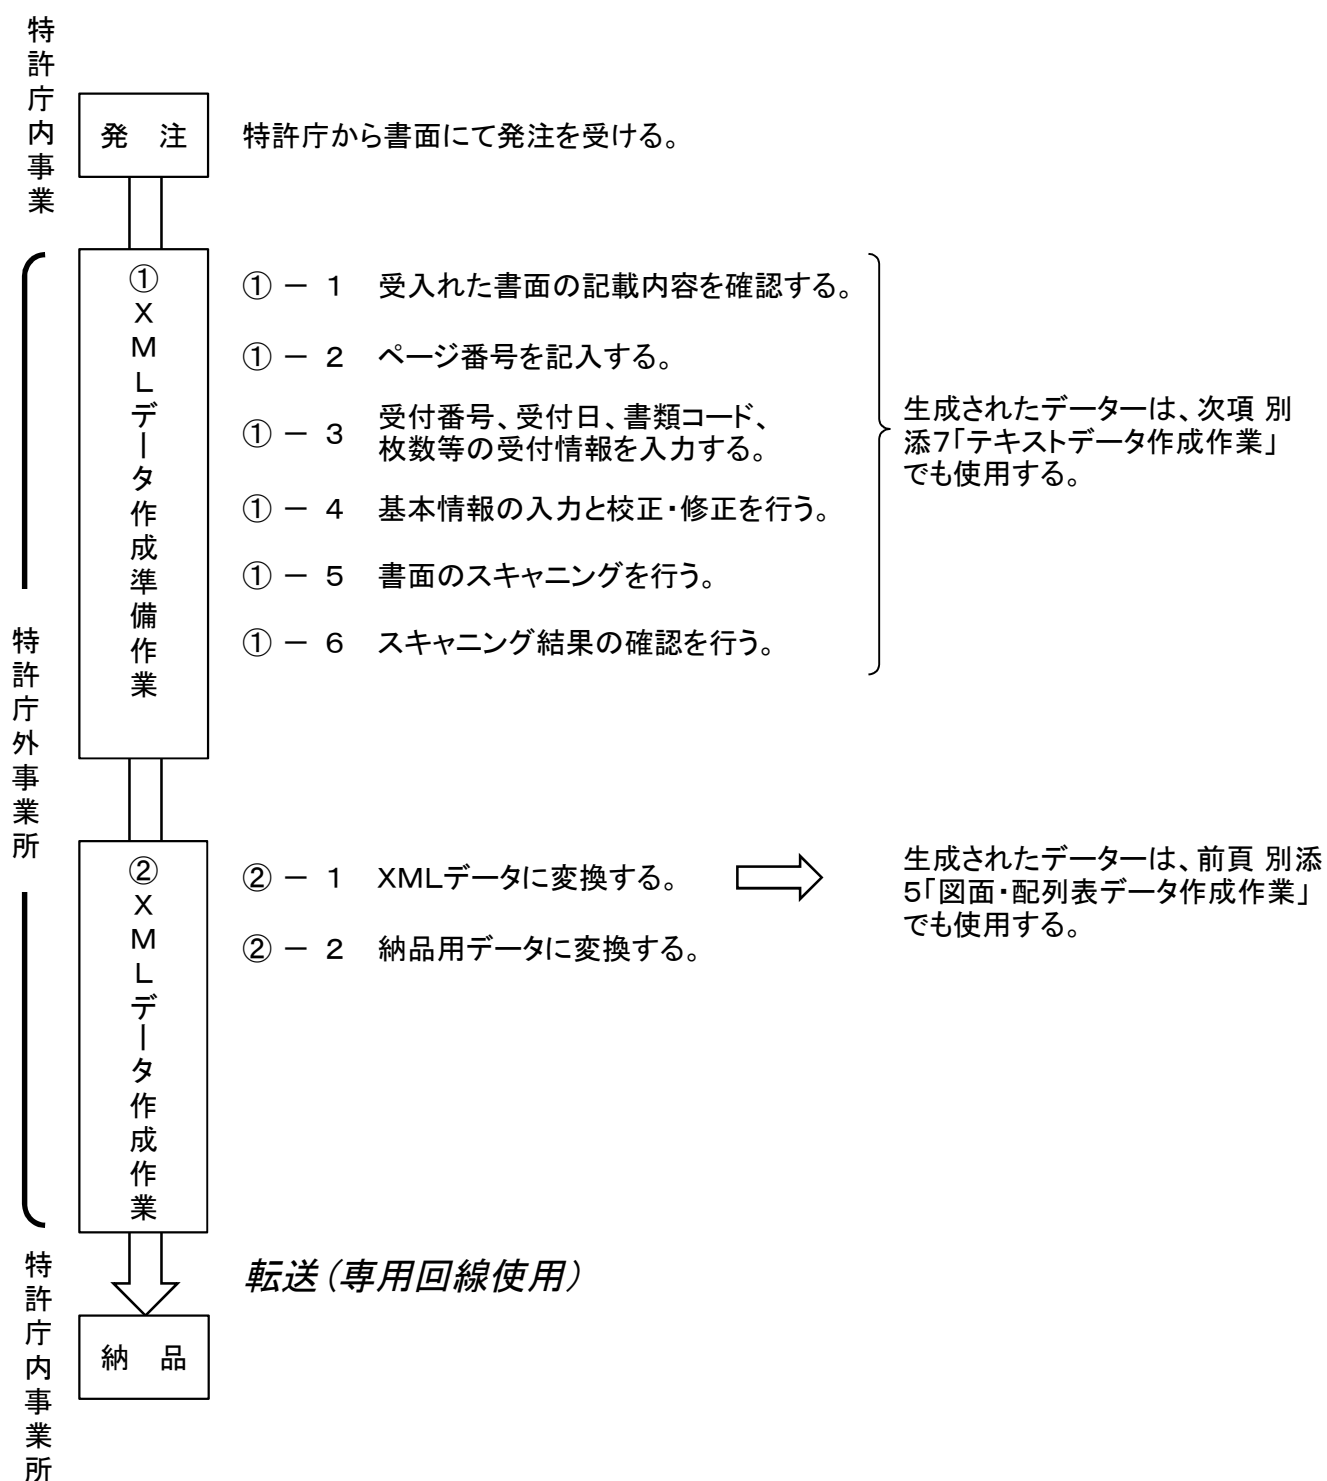 特許庁内事業
発　注
特許庁から書面にて発注を受ける。
特許庁外事業所
①XMLデータ作成準備作業
①－１　受入れた書面の記載内容を確認する。
①－２　ページ番号を記入する。
①－３　受付番号、受付日、書類コード、
枚数等の受付情報を入力する。
①－４　基本情報の入力と校正・修正を行う。
①－５　書面のスキャニングを行う。
①－６　スキャニング結果の確認を行う。
生成されたデーターは、次項 別
添7「テキストデータ作成作業」
でも使用する。
②XMLデータ作成作業
②－１　XMLデータに変換する。
②－２　納品用データに変換する。
生成されたデーターは、前頁 別添
5「図面・配列表データ作成作業」
でも使用する。
転送（専用回線使用）
特許庁内事業所
納　品